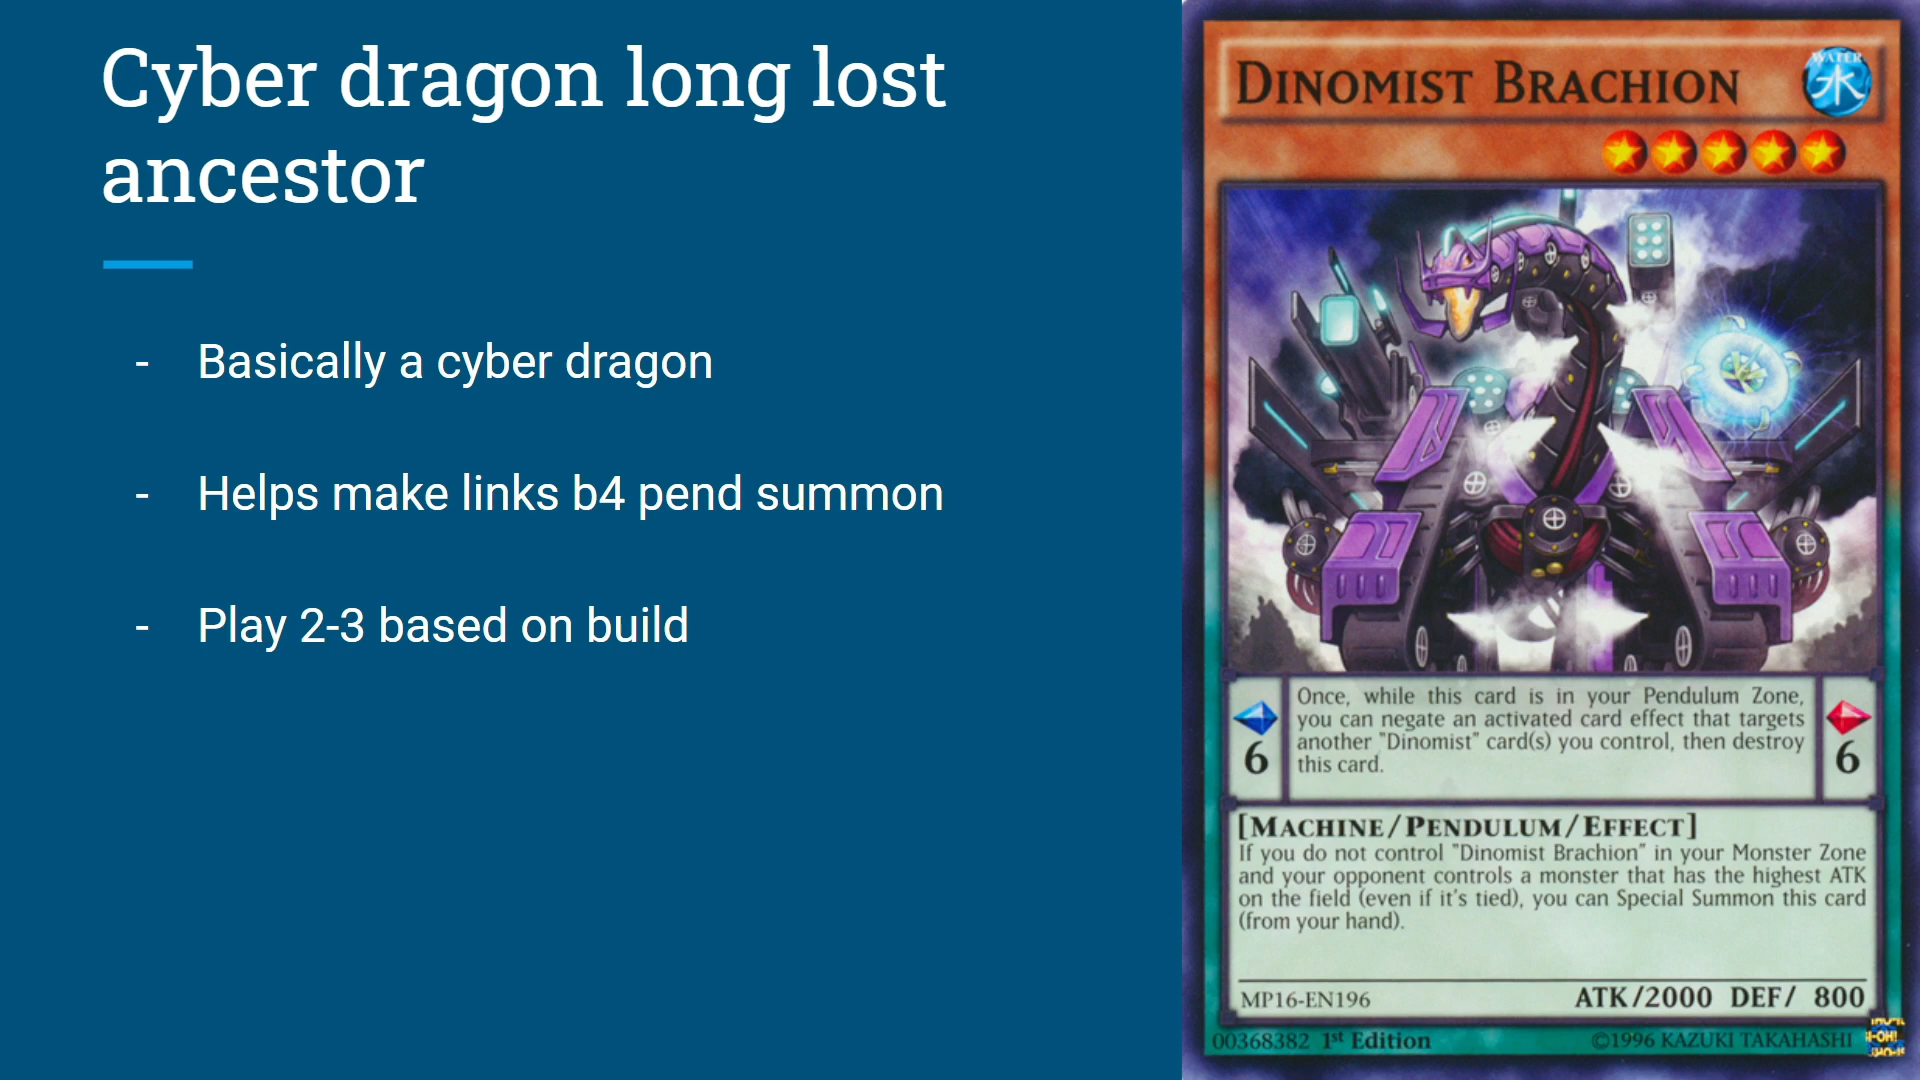 Cyber dragon long lost
ancestor
- Basically a cyber dragon
- Helps make links b4 pend summon
- Play 2-3 based on build
DINOMIST BRACHION
WATER
水
6
Once, while this card is in your Pendulum Zone,
you can negate an activated card effect that targets
another "Dinomist" card(s) you control, then destroy
this card.
6
[MACHINE/PENDULUM/EFFECT]
If you do not control "Dinomist Brachion" in your Monster Zone
and your opponent controls a monster that has the highest ATK
on the field (even if it's tied), you can Special Summon this card
(from your hand).
MP16-EN196
ATK/2000 DEF/ 800
00368382 1st Edition
©1996 KAZUKI TAKAHASHI